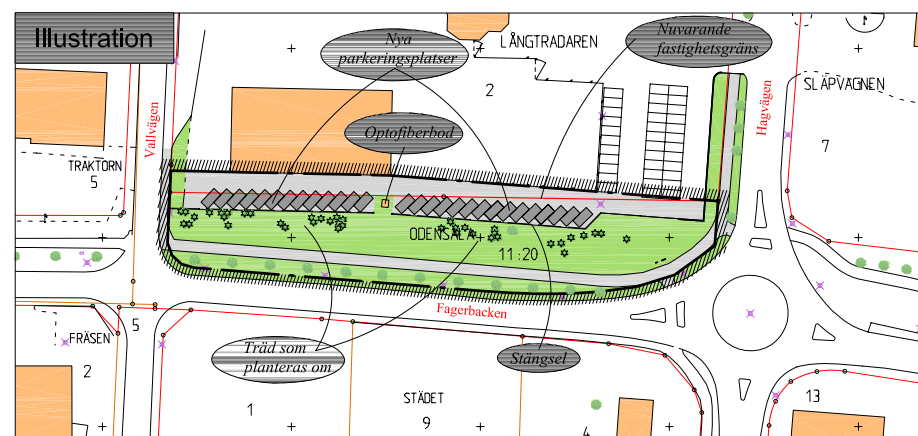 Illustration
Nya
parkeringsplatser
LÅNGTRADAREN
2
Nuvarande
fastighetsgräns
Hagvägen
SLÄPVAGNEN
7
Vallvägen
Optofiberbod
TRAKTORN
5
ODENSALA
11:20
Fagerbacken
5
FRÄSEN
2
Träd som
planteras om
Stängsel
1
STÄDET
9
4
13